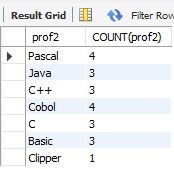 Result Grid Filter Row
prof2 COUNT(prof2)
Pascal 4
Java 3
C++ 3
Cobol 4
C 3
Basic 3
Clipper 1